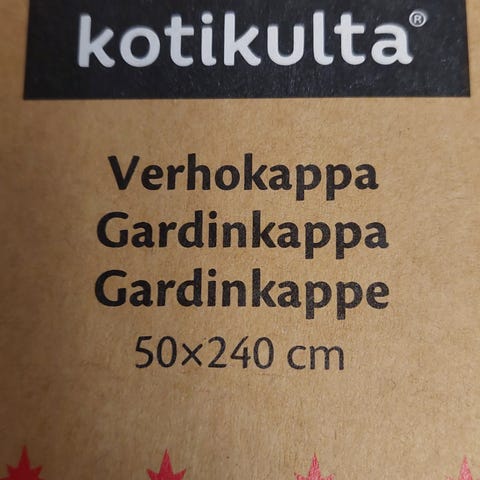 kotikulta®
Verhokappa
Gardinkappa
Gardinkappe
50×240 cm